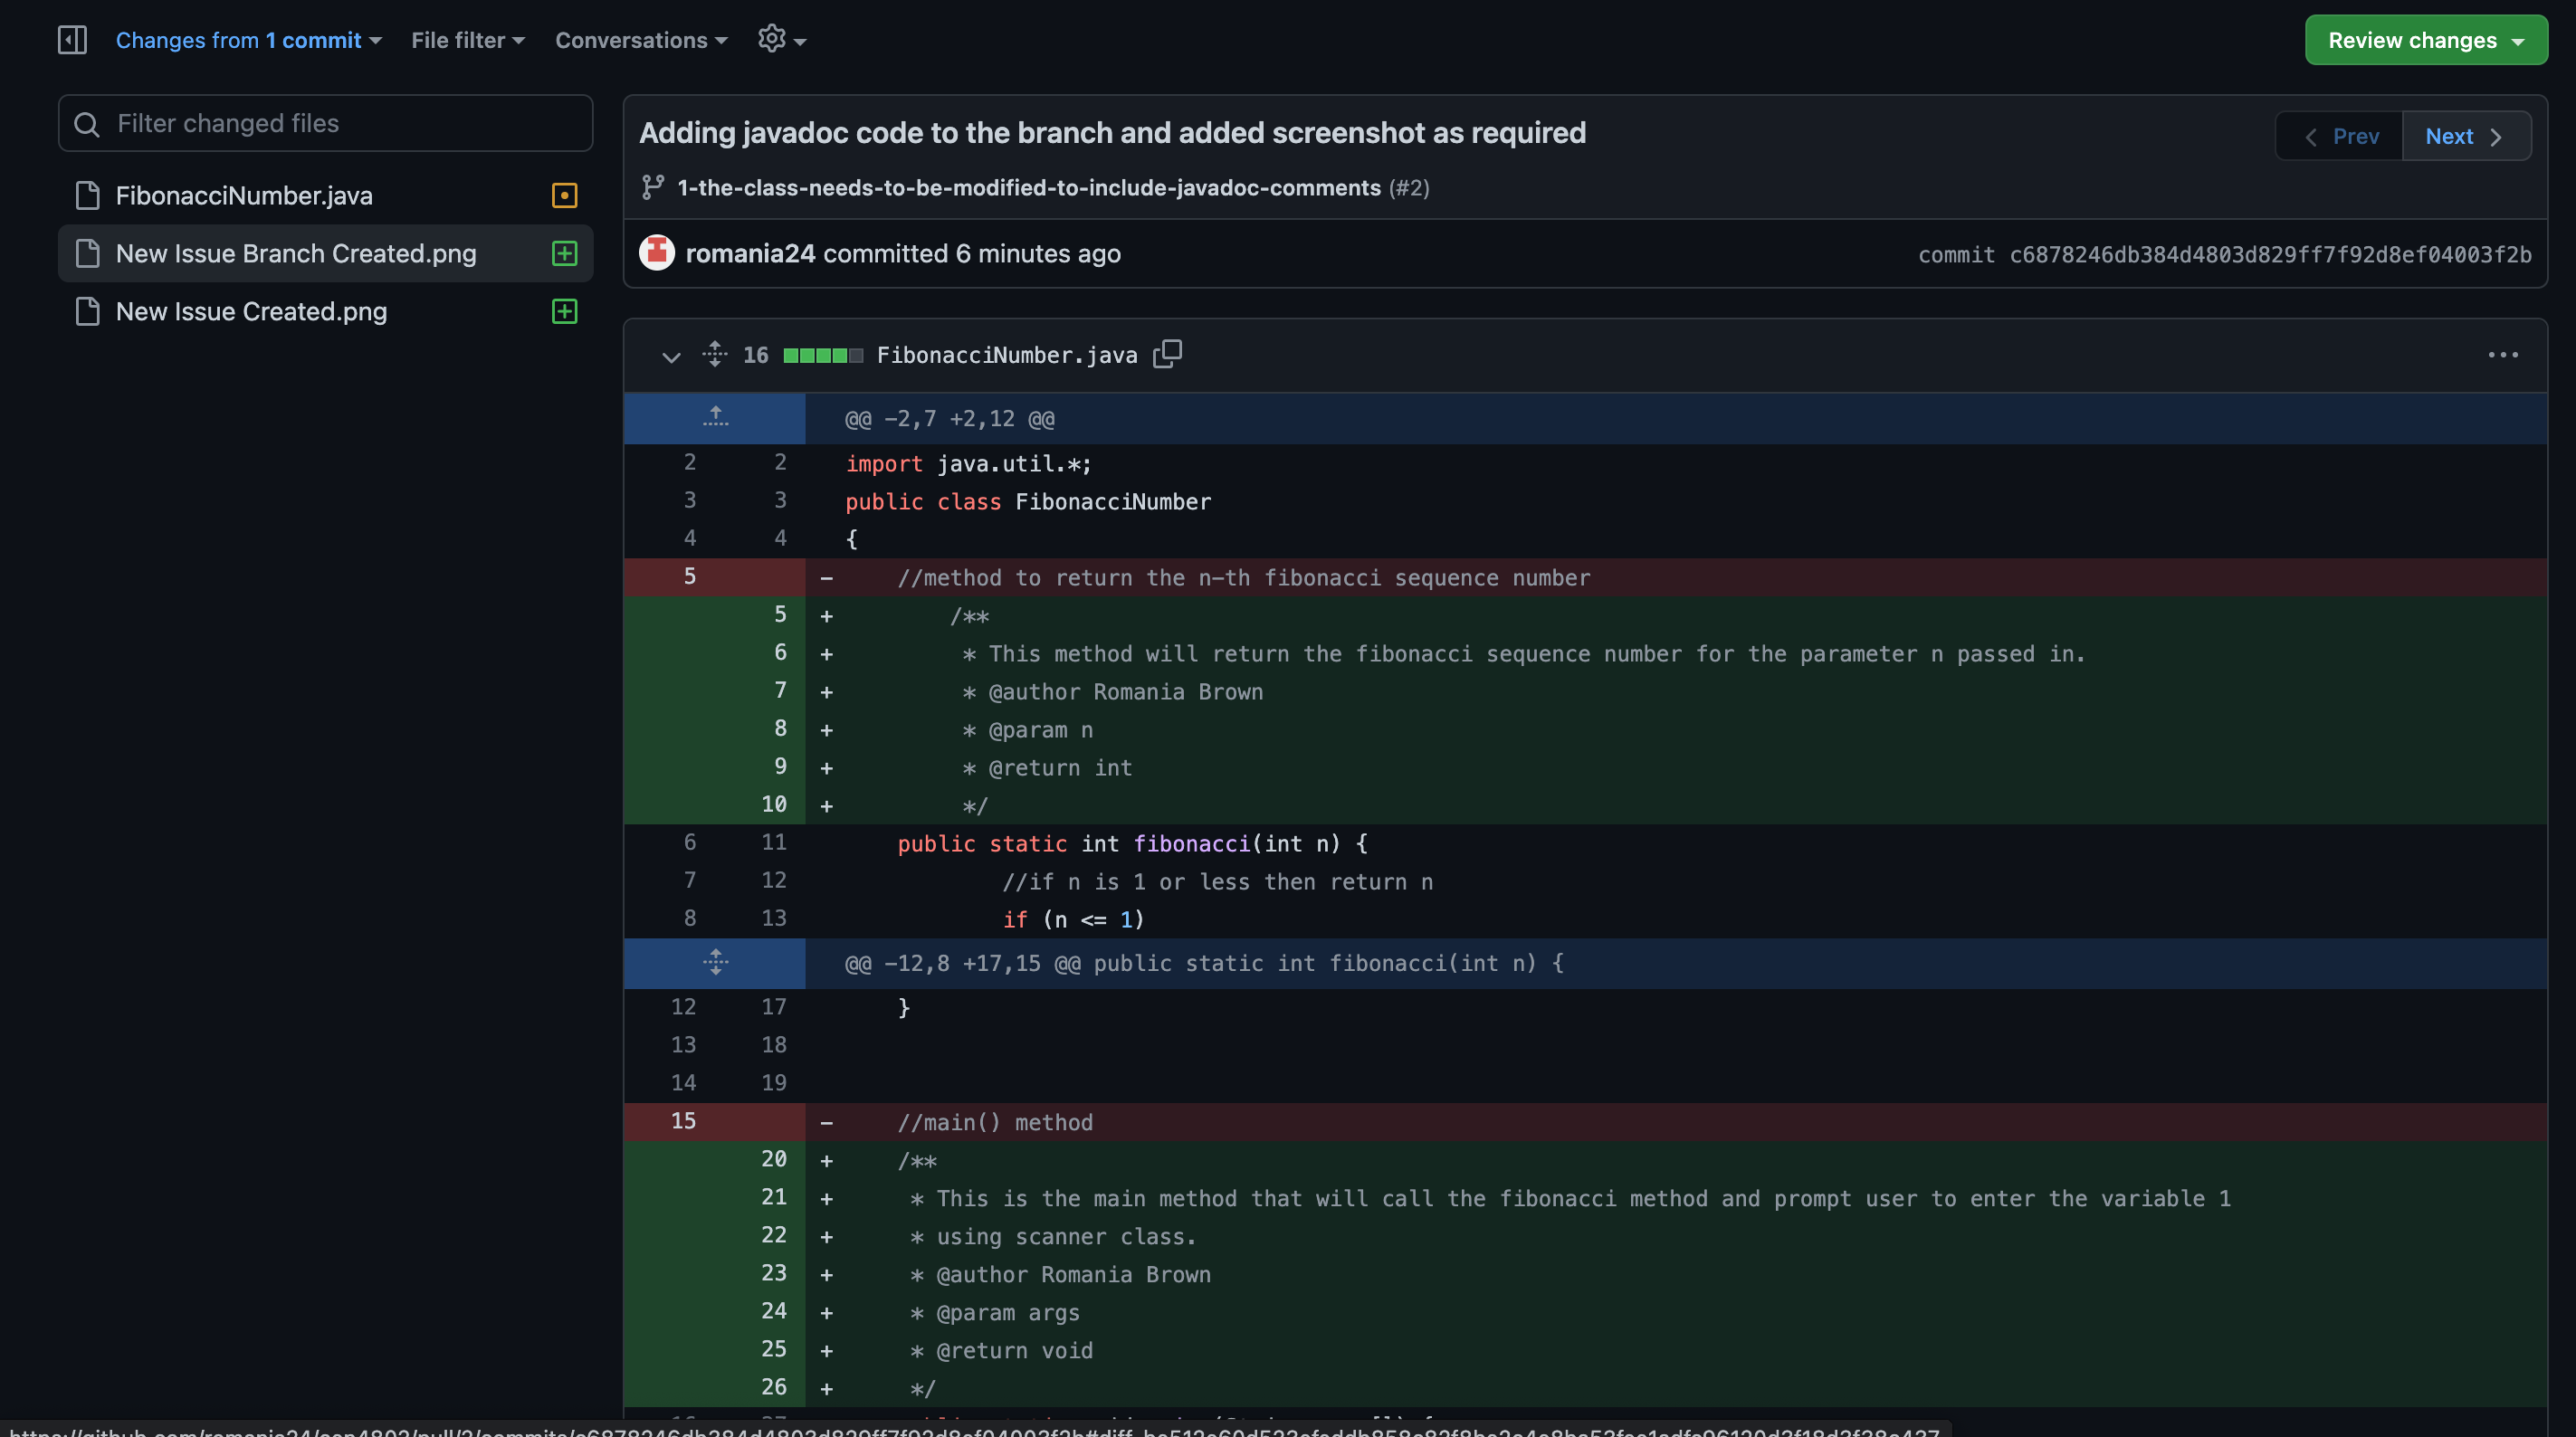 Changes from 1 commit
File filter
Conversations
Review changes
Filter changed files
FibonacciNumber.java
New Issue Branch Created.png
New Issue Created.png
Adding javadoc code to the branch and added screenshot as required
Prev
Next
1-the-class-needs-to-be-modified-to-include-javadoc-comments (#2)
romania24 committed 6 minutes ago
commit c6878246db384d4803d829ff7f92d8ef04003f2b
16 FibonacciNumber.java
@@ -2,7 +2,12 @@
2 2 import java.util.*;
3 3 public class FibonacciNumber
4 4 {
5 - //method to return the n-th fibonacci sequence number
5 + /**
6 + * This method will return the fibonacci sequence number for the parameter n passed in.
7 + * @author Romania Brown
8 + * @param n
9 + * @return int
10 + */
6 11 public static int fibonacci(int n) {
7 12 //if n is 1 or less then return n
8 13 if (n <= 1)
@@ -12,8 +17,15 @@ public static int fibonacci(int n) {
12 17 }
13 18
14 19
15 - //main() method
20 + /**
21 + * This is the main method that will call the fibonacci method and prompt user to enter the variable 1
22 + * using scanner class.
23 + * @author Romania Brown
24 + * @param args
25 + * @return void
26 + */